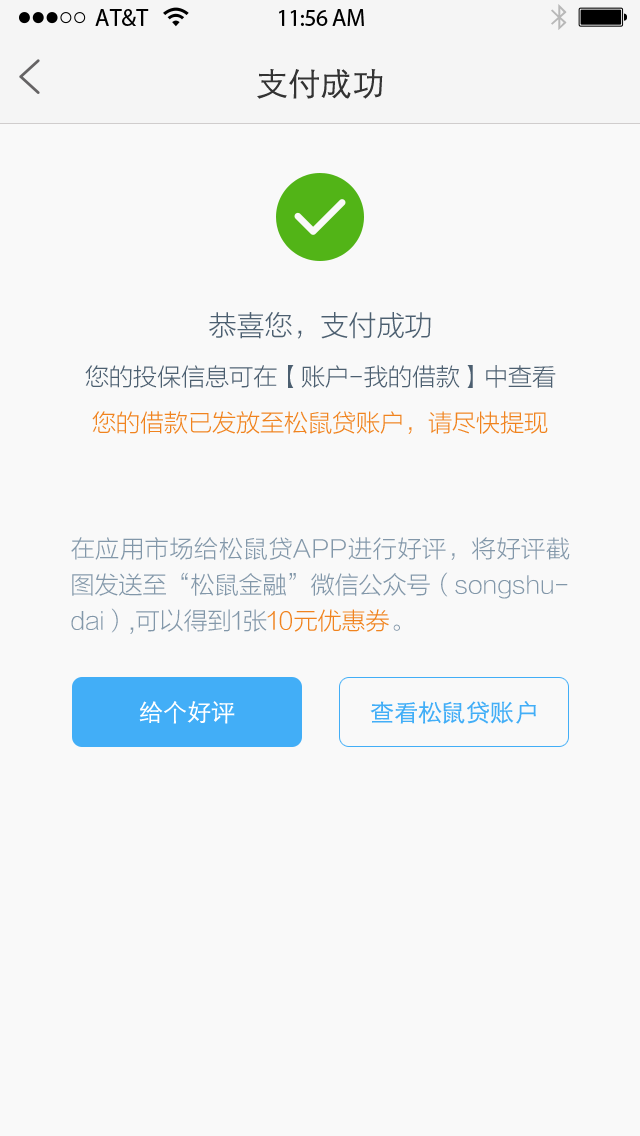 AT&T 11:56 AM
支付成功
恭喜您，支付成功
您的投保信息可在【账户-我的借款】中查看
您的借款已发放至松鼠贷账户，请尽快提现
在应用市场给松鼠贷APP进行好评，将好评截
图发送至“松鼠金融”微信公众号（songshu-
dai）,可以得到1张10元优惠券。
给个好评
查看松鼠贷账户